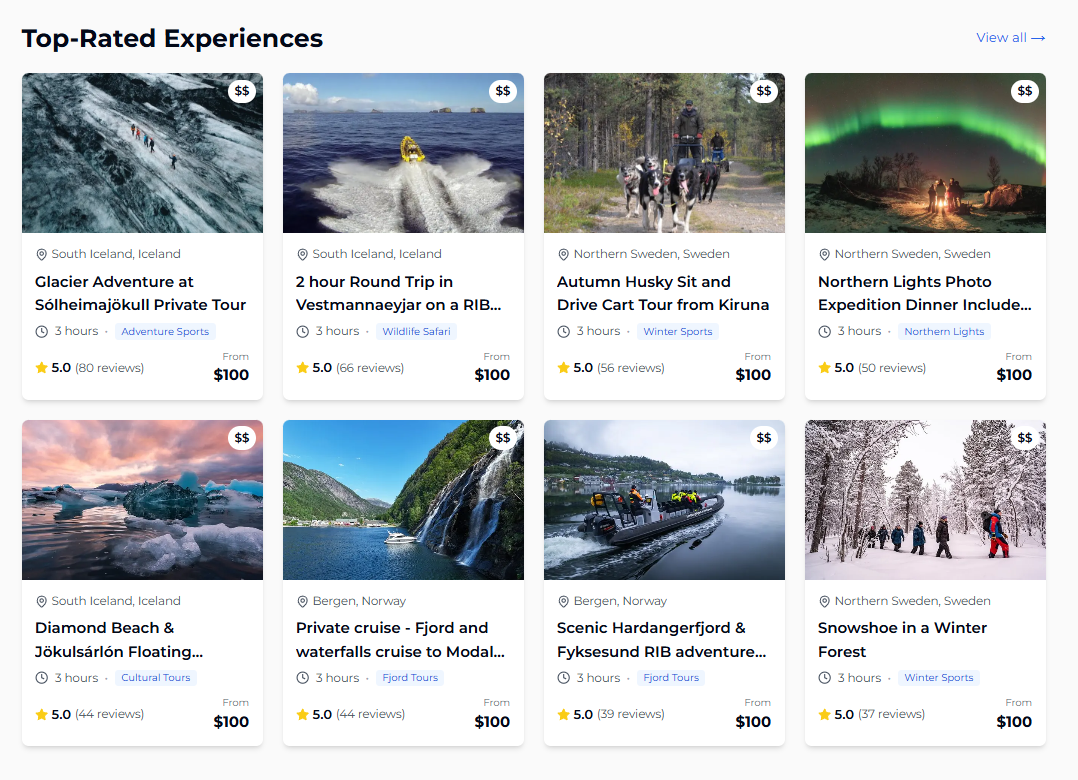 Top-Rated Experiences
View all →
$$
$$
$$
$$
South Iceland, Iceland
Glacier Adventure at
Sólheimajökull Private Tour
3 hours · Adventure Sports
5.0 (80 reviews)
From
$100
South Iceland, Iceland
2 hour Round Trip in
Vestmannaeyjar on a RIB...
3 hours · Wildlife Safari
5.0 (66 reviews)
From
$100
Northern Sweden, Sweden
Autumn Husky Sit and
Drive Cart Tour from Kiruna
3 hours · Winter Sports
5.0 (56 reviews)
From
$100
Northern Sweden, Sweden
Northern Lights Photo
Expedition Dinner Include...
3 hours · Northern Lights
5.0 (50 reviews)
From
$100
$$
$$
$$
$$
South Iceland, Iceland
Diamond Beach &
Jökulsárlón Floating...
3 hours · Cultural Tours
5.0 (44 reviews)
From
$100
Bergen, Norway
Private cruise - Fjord and
waterfalls cruise to Modal...
3 hours · Fjord Tours
5.0 (44 reviews)
From
$100
Bergen, Norway
Scenic Hardangerfjord &
Fyksesund RIB adventure...
3 hours · Fjord Tours
5.0 (39 reviews)
From
$100
Northern Sweden, Sweden
Snowshoe in a Winter
Forest
3 hours · Winter Sports
5.0 (37 reviews)
From
$100